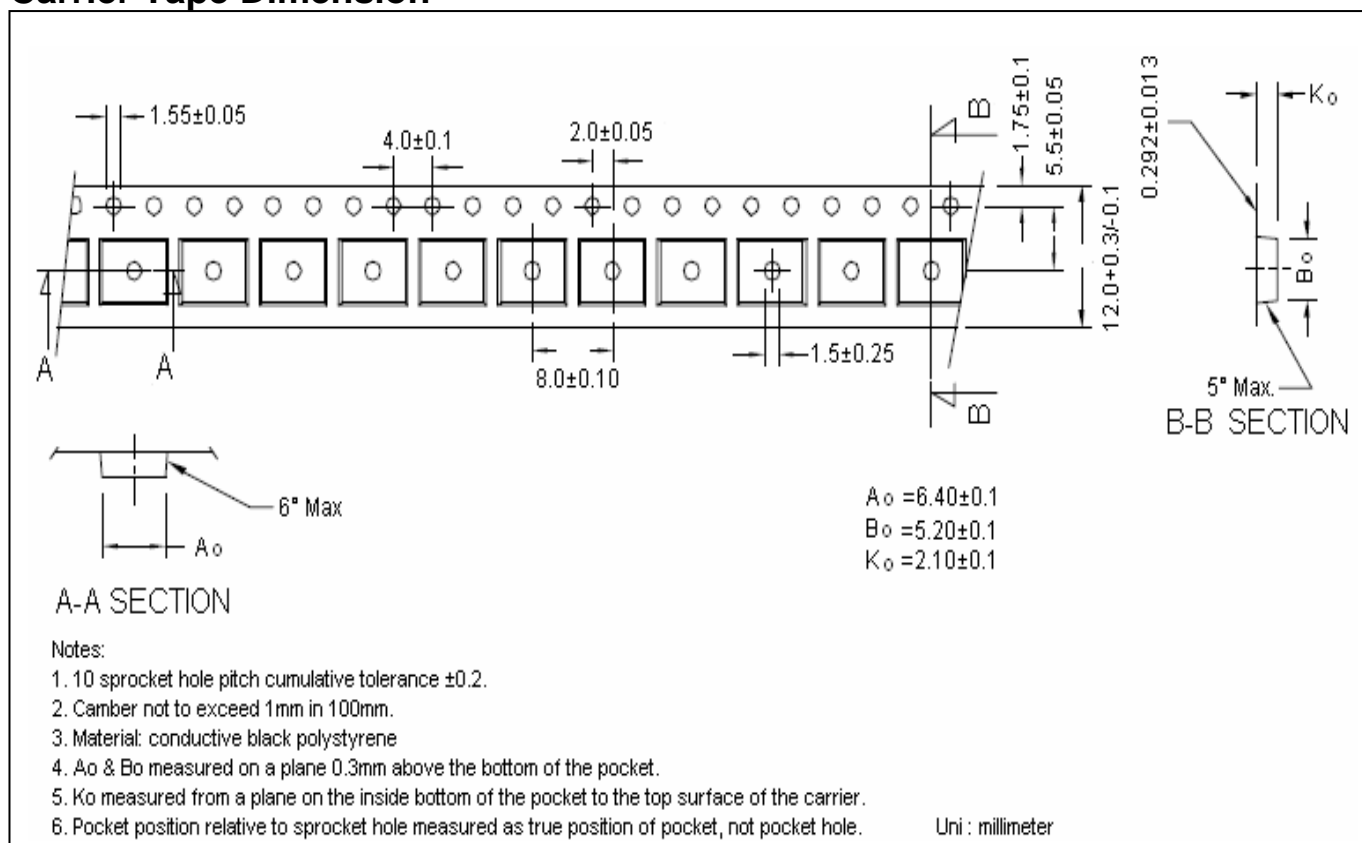 Carrier Tape Dimension
1.55±0.05
4.0±0.1
2.0±0.05
B
1.75±0.1
5.5±0.05
12.0+0.3/-0.1
0.292±0.013
Ko
Bo
5° Max.
B-B SECTION
A
A
8.0±0.10
1.5±0.25
B
6° Max
Ao
A-A SECTION
Ao =6.40±0.1
Bo =5.20±0.1
Ko =2.10±0.1
Notes:
1. 10 sprocket hole pitch cumulative tolerance ±0.2.
2. Camber not to exceed 1mm in 100mm.
3. Material: conductive black polystyrene
4. Ao & Bo measured on a plane 0.3mm above the bottom of the pocket.
5. Ko measured from a plane on the inside bottom of the pocket to the top surface of the carrier.
6. Pocket position relative to sprocket hole measured as true position of pocket, not pocket hole.
Uni : millimeter